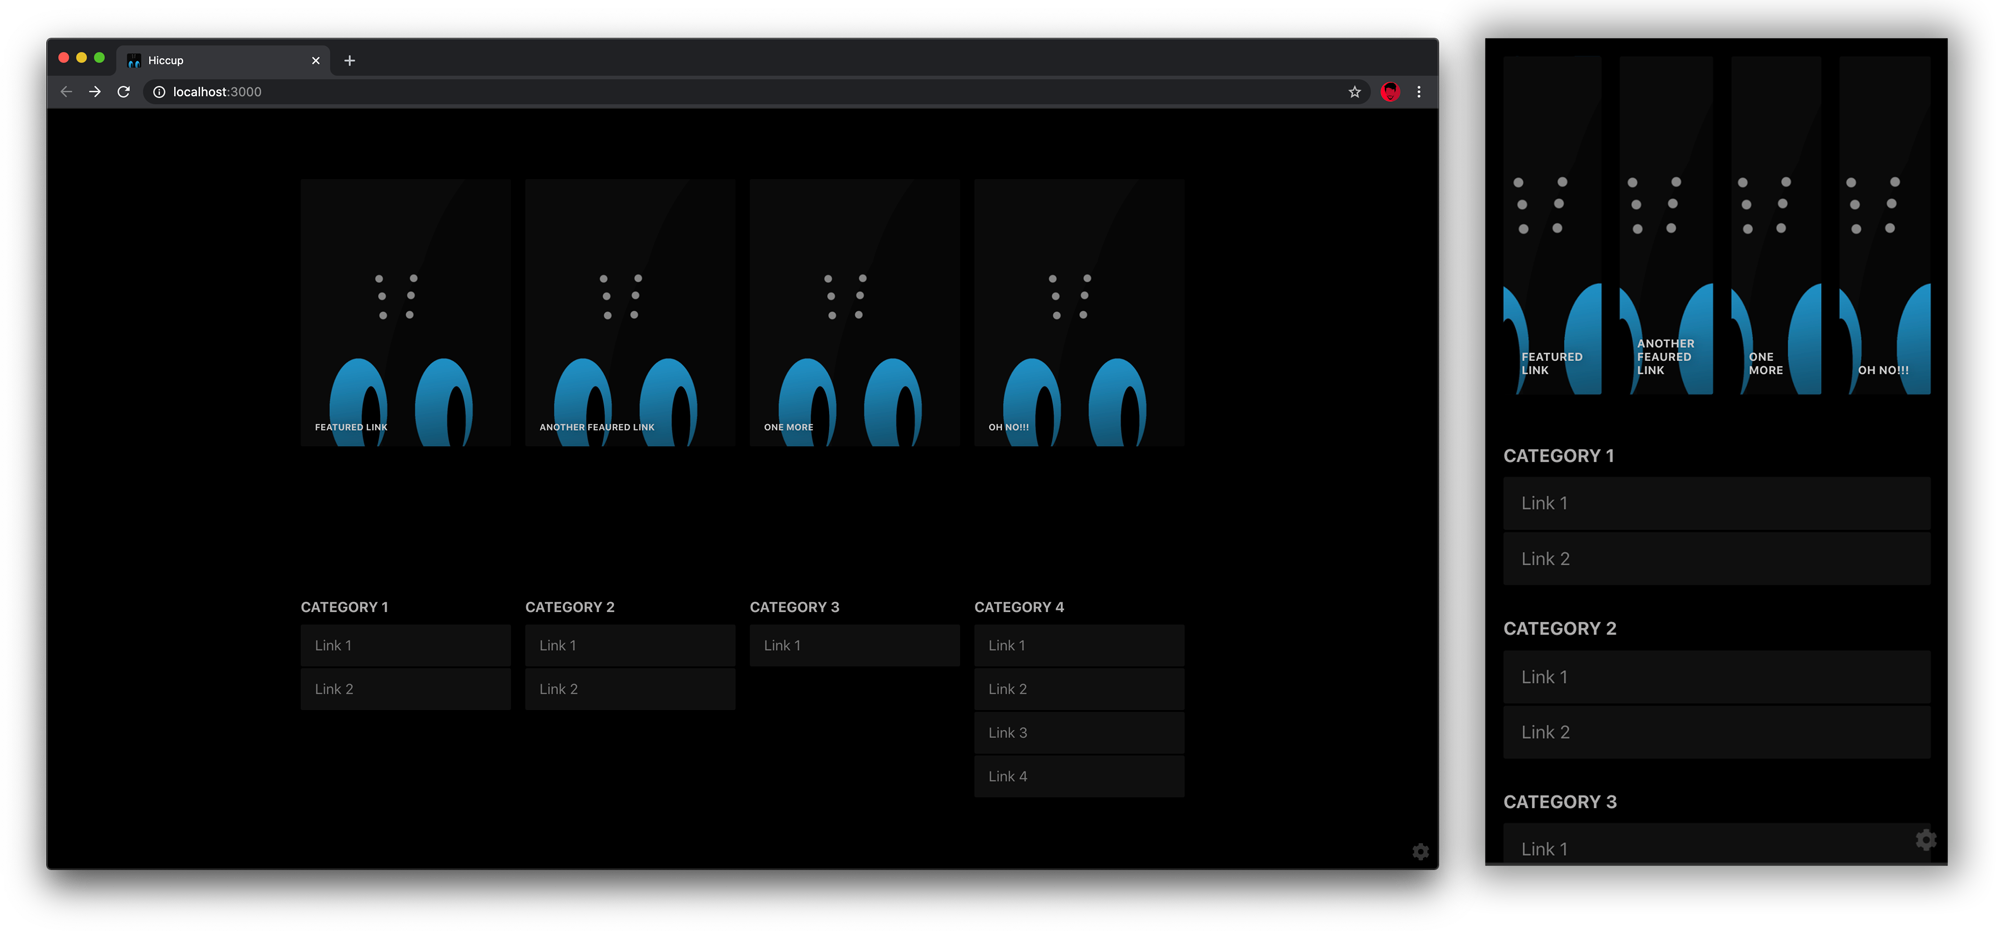 Hiccup
localhost:3000
FEATURED LINK
ANOTHER FEAURED LINK
ONE MORE
OH NO!!!
CATEGORY 1
Link 1
Link 2
CATEGORY 2
Link 1
Link 2
CATEGORY 3
Link 1
CATEGORY 4
Link 1
Link 2
Link 3
Link 4
FEATURED
LINK
ANOTHER
FEAURED
LINK
ONE
MORE
OH NO!!!
CATEGORY 1
Link 1
Link 2
CATEGORY 2
Link 1
Link 2
CATEGORY 3
Link 1